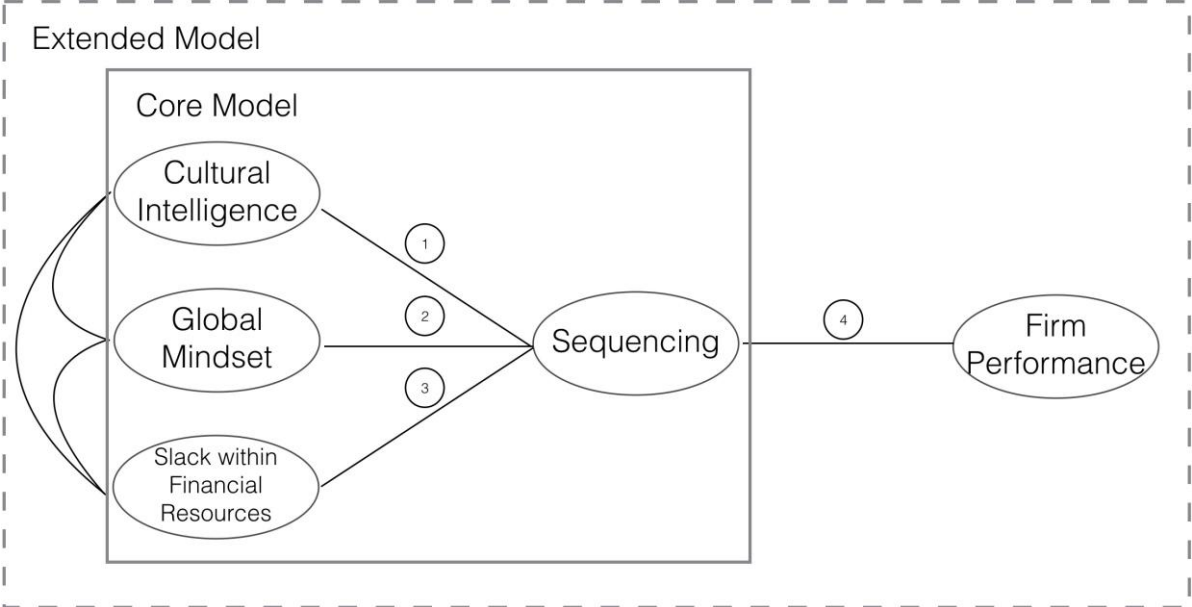 Extended Model
Core Model
Cultural
Intelligence
1
Global
Mindset
2
Slack within
Financial
Resources
3
Sequencing
4
Firm
Performance